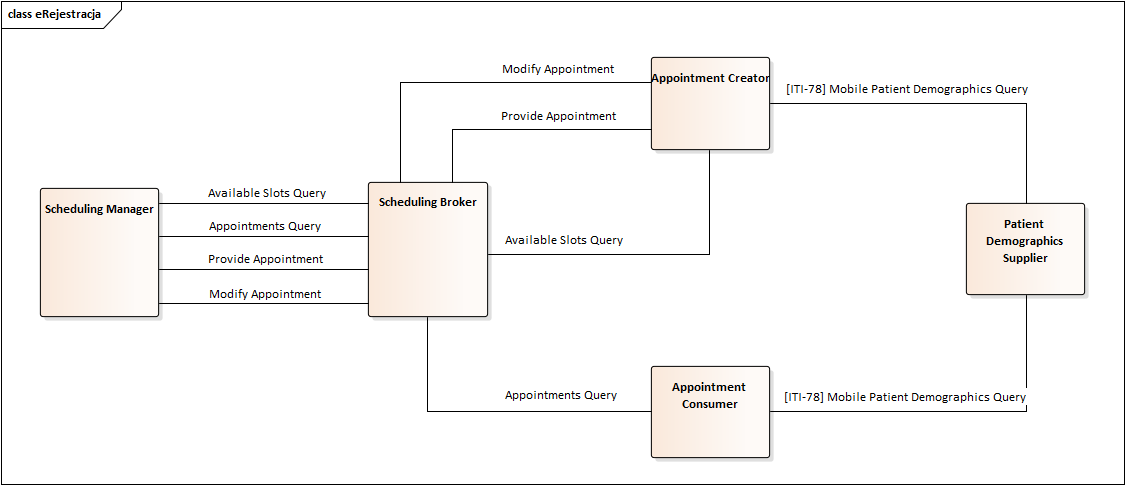 class eRejestracja
Modify Appointment
Appointment Creator
[ITI-78] Mobile Patient Demographics Query
Provide Appointment
Scheduling Manager
Available Slots Query
Appointments Query
Provide Appointment
Modify Appointment
Scheduling Broker
Available Slots Query
Patient
Demographics
Supplier
Appointments Query
Appointment
Consumer
[ITI-78] Mobile Patient Demographics Query